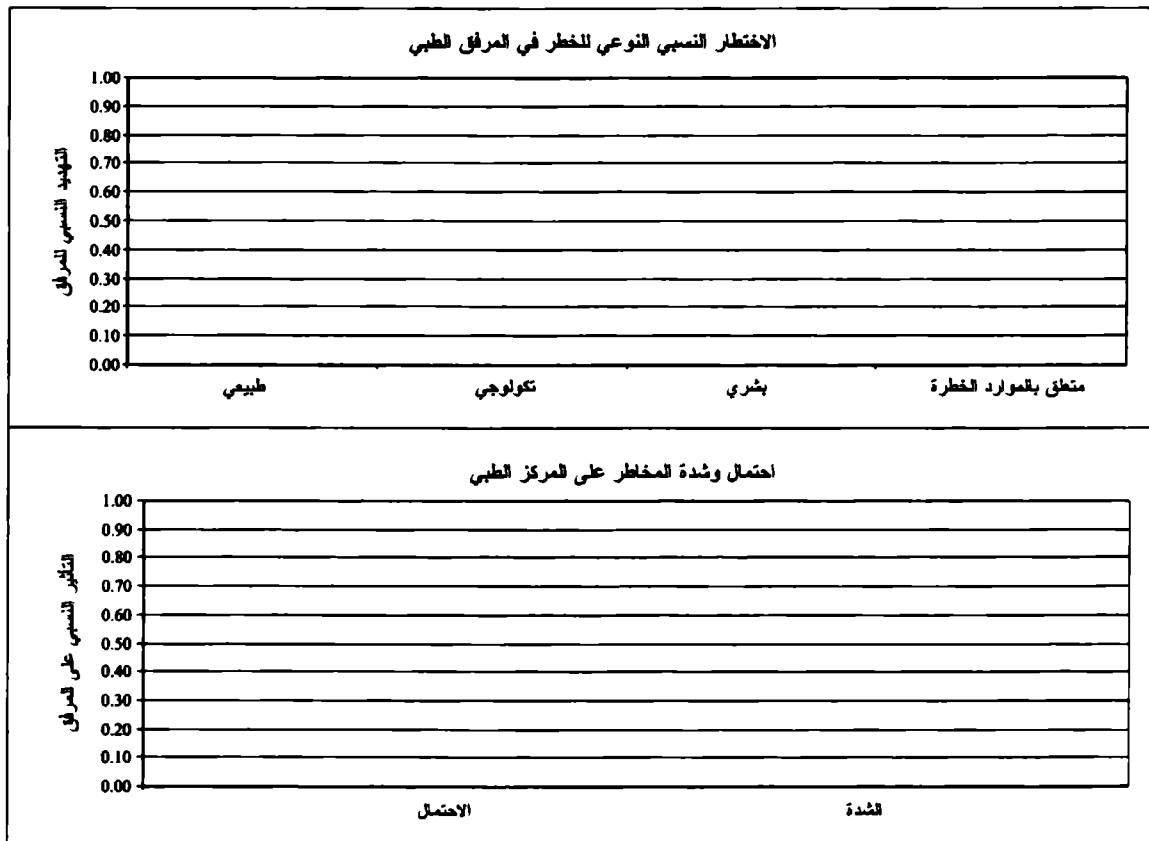 الاختطار النسبي النوعي للخطر في المرفق الطبي
التهديد النسبي للمرفق
1.00
0.90
0.80
0.70
0.60
0.50
0.40
0.30
0.20
0.10
0.00
طبيعي
تكولوجي
بشري
متطق بالموارد الخطرة
احتمال وشدة المخاطر على المركز الطبي
التأثير النسبي على المرفق
1.00
0.90
0.80
0.70
0.60
0.50
0.40
0.30
0.20
0.10
0.00
الاحتمال
الشدة